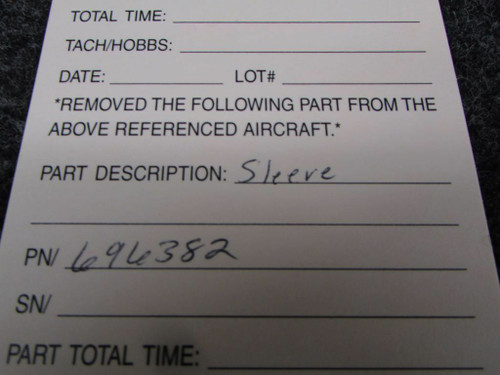 TOTAL TIME:
TACH/HOBBS:
DATE: LOT#
*REMOVED THE FOLLOWING PART FROM THE
ABOVE REFERENCED AIRCRAFT.*
PART DESCRIPTION: Sleeve
PN/ 696382
SN/
PART TOTAL TIME: